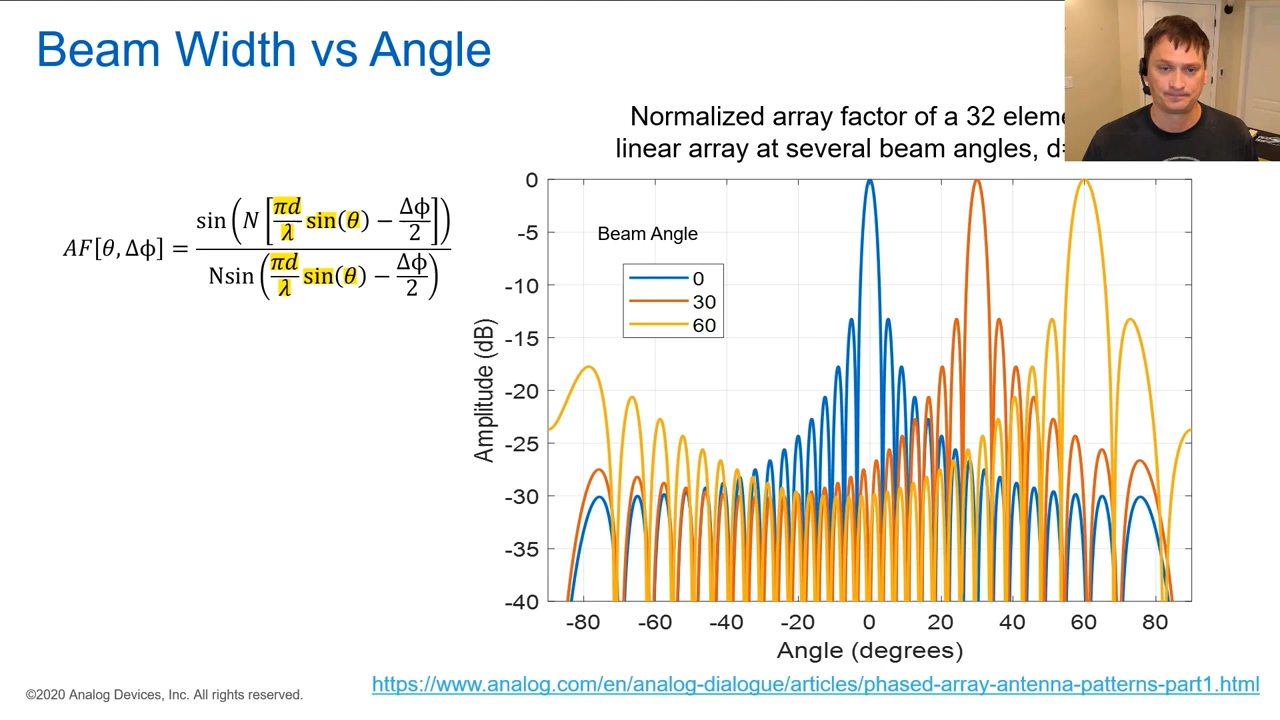 Beam Width vs Angle
Normalized array factor of a 32
linear array at several beam angles,
AF[θ,Δϕ] = sin(N[πd/λ sin(θ) − Δϕ/2]) / Nsin(πd/λ sin(θ) − Δϕ/2)
Beam Angle
0
30
60
Amplitude (dB)
0
-5
-10
-15
-20
-25
-30
-35
-40
-80 -60 -40 -20 0 20 40 60 80
Angle (degrees)
https://www.analog.com/en/analog-dialogue/articles/phased-array-antenna-patterns-part1.html
©2020 Analog Devices, Inc. All rights reserved.